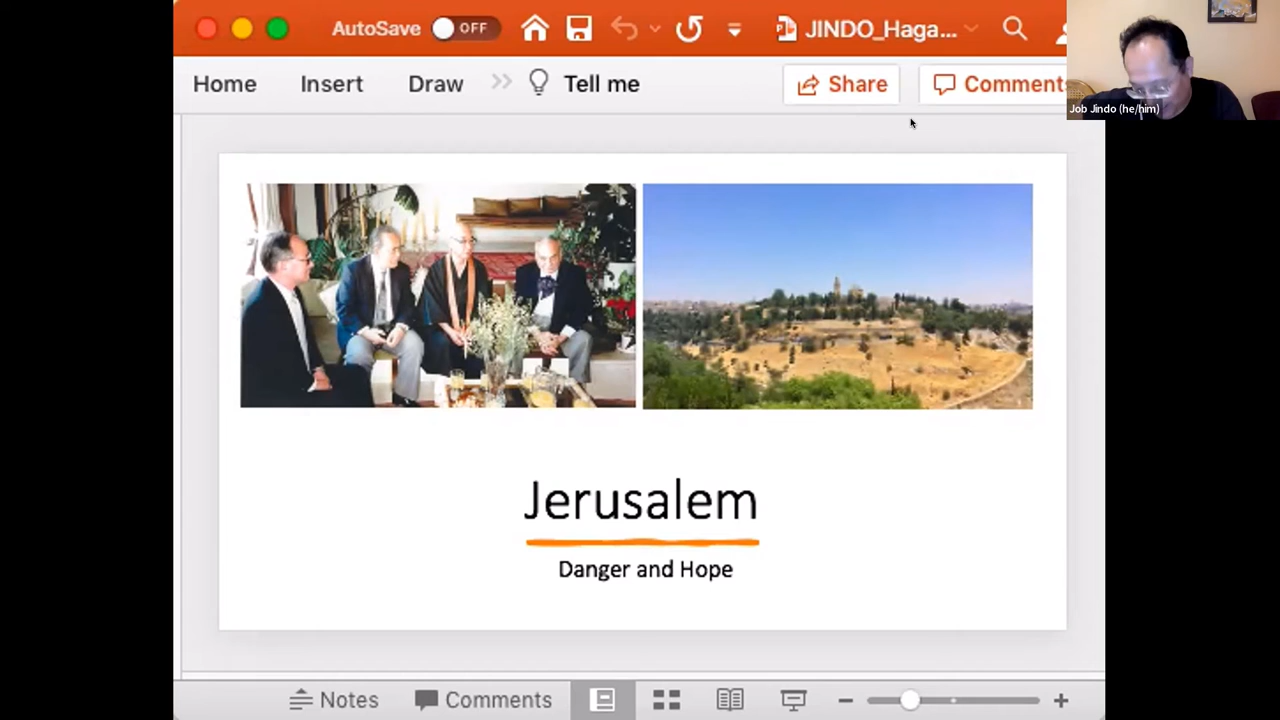 AutoSave OFF JINDO_Haga...
Home Insert Draw Tell me Share Comments
Job Jindo (he/him)
Jerusalem
Danger and Hope
Notes Comments